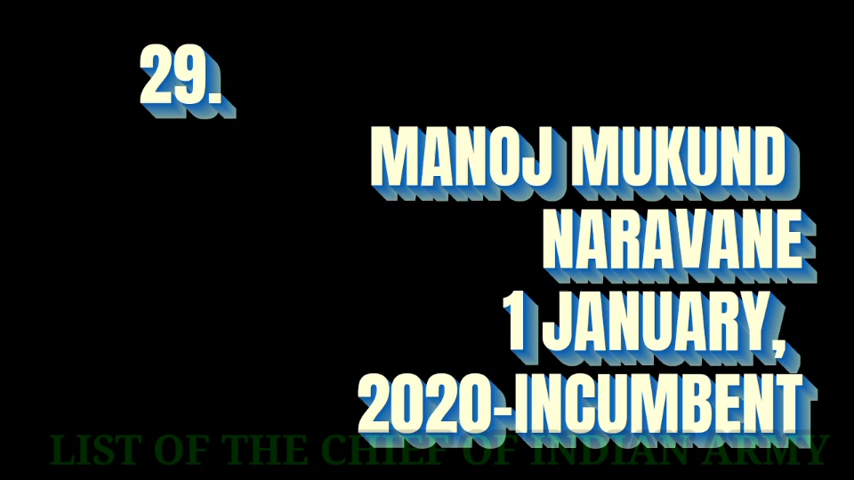 29.
MANOJ MUKUND
NARAVANE
1 JANUARY,
2020-INCUMBENT
LIST OF THE CHIEF OF INDIAN ARMY